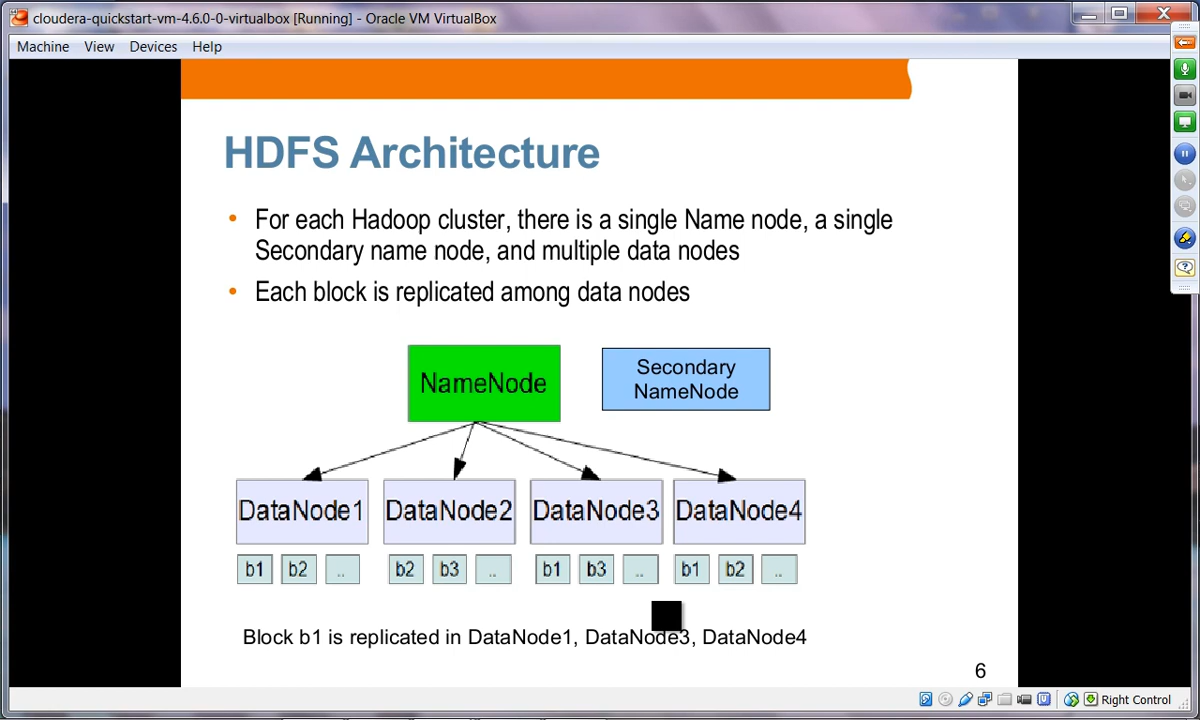 cloudera-quickstart-vm-4.6.0-0-virtualbox [Running] - Oracle VM VirtualBox
Machine View Devices Help
HDFS Architecture
• For each Hadoop cluster, there is a single Name node, a single
Secondary name node, and multiple data nodes
• Each block is replicated among data nodes
NameNode
Secondary
NameNode
DataNode1 DataNode2 DataNode3 DataNode4
b1 b2 .. b2 b3 .. b1 b3 .. b1 b2 ..
Block b1 is replicated in DataNode1, DataNode3, DataNode4
6
Right Control